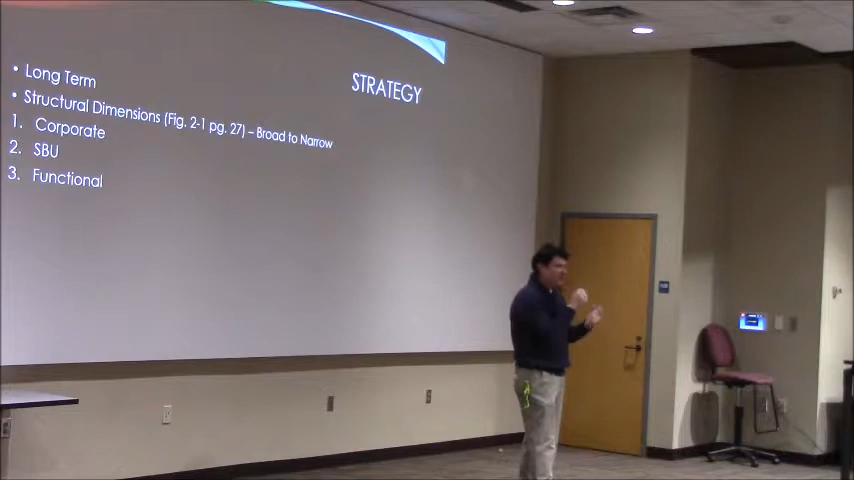 STRATEGY
• Long Term
• Structural Dimensions (Fig. 2-1 pg. 27) – Broad to Narrow
1. Corporate
2. SBU
3. Functional